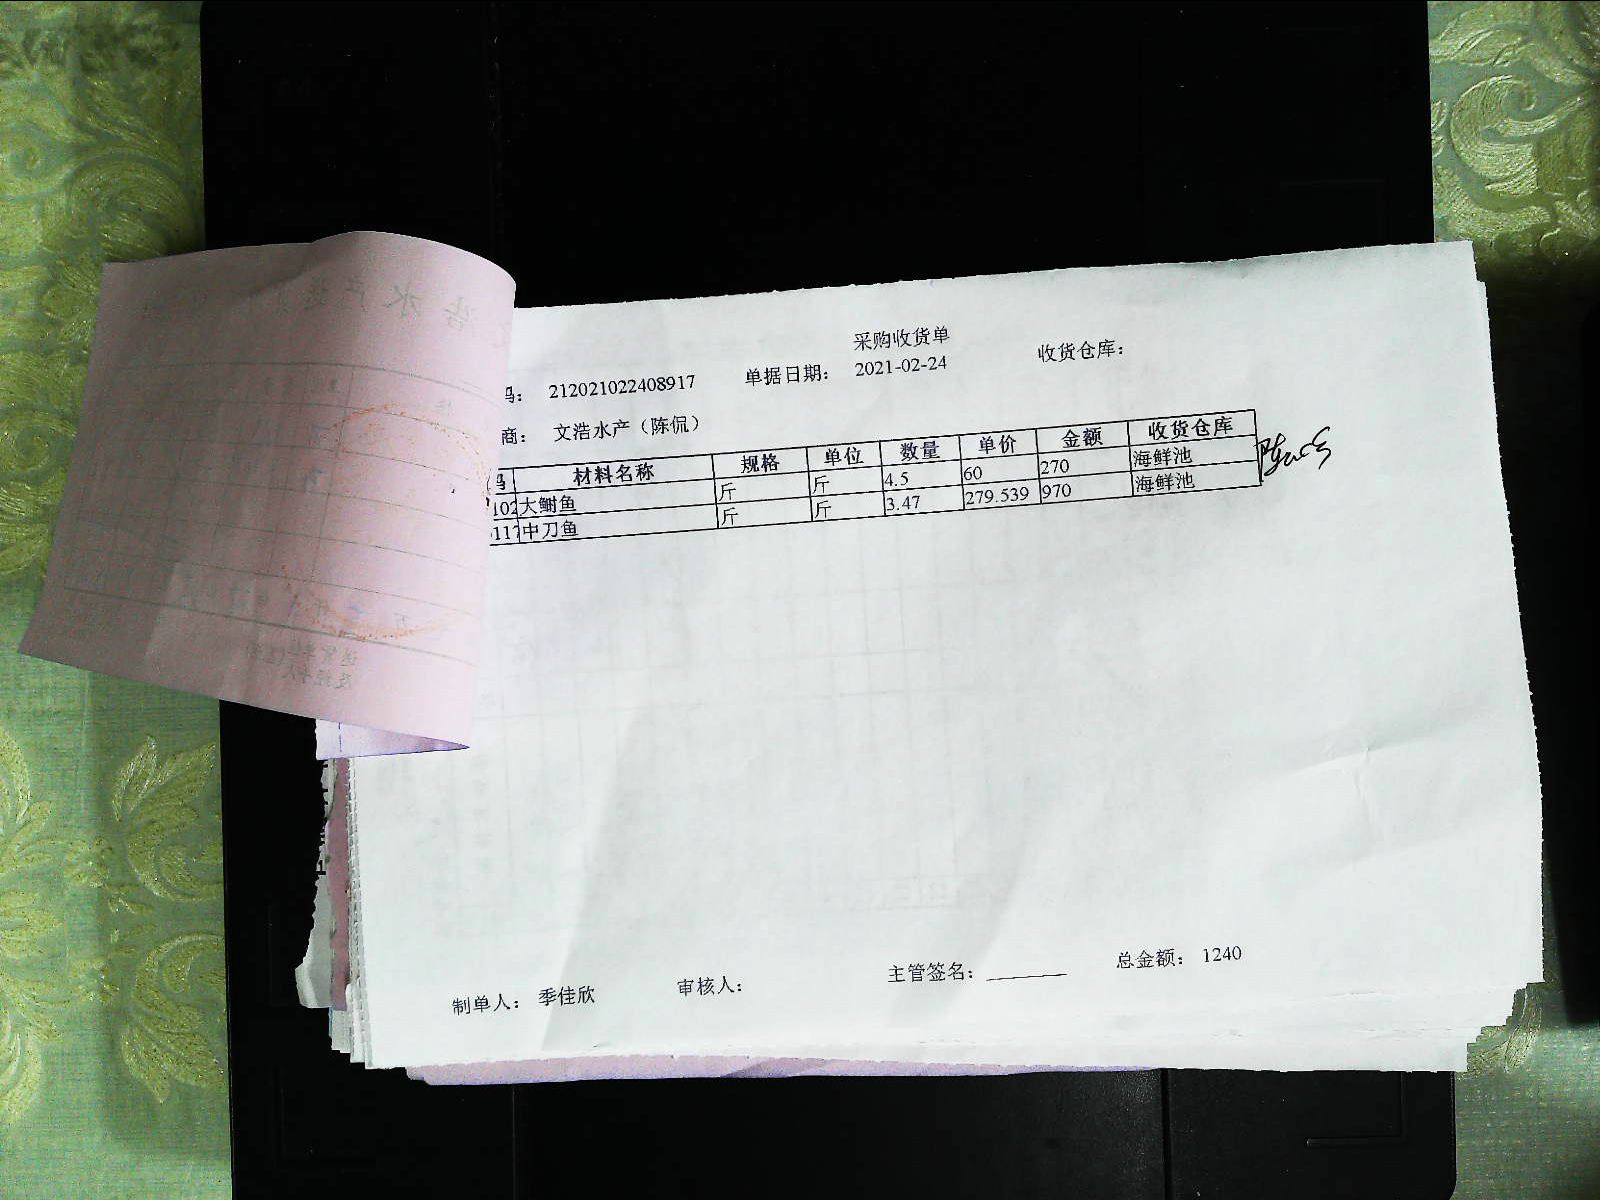 采购收货单
码： 212021022408917 单据日期： 2021-02-24 收货仓库：
商： 文浩水产（陈侃）
码 材料名称 规格 单位 数量 单价 金额 收货仓库
102 大鲥鱼 斤 斤 4.5 60 270 海鲜池
117 中刀鱼 斤 斤 3.47 279.539 970 海鲜池
制单人： 季佳欣 审核人： 主管签名：________ 总金额： 1240